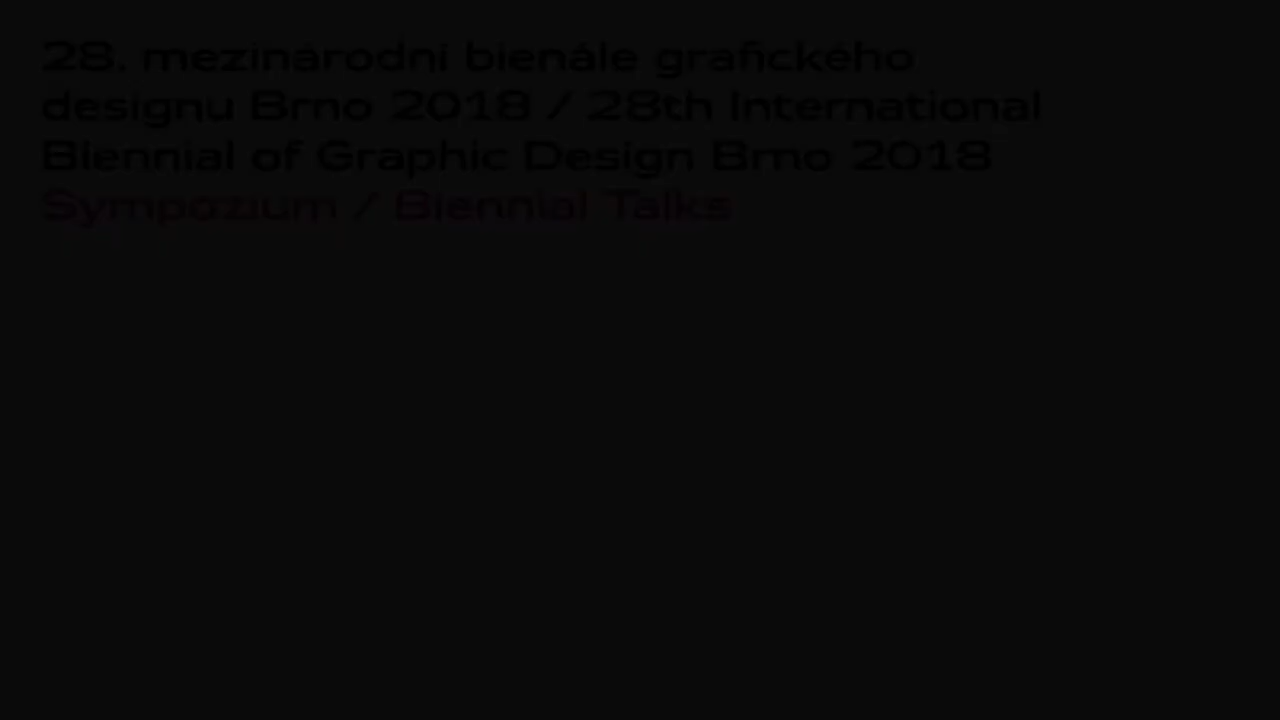 28. mezinárodní bienále grafického
designu Brno 2018 / 28th International
Biennial of Graphic Design Brno 2018
Sympozium / Biennial Talks